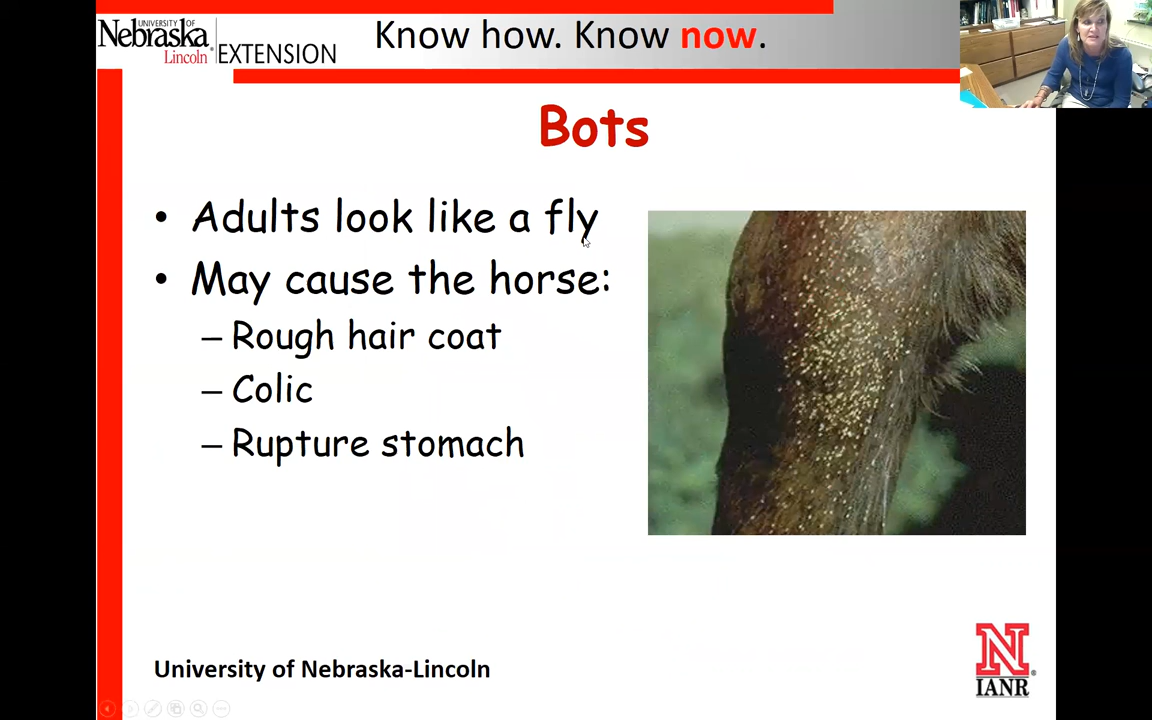 UNIVERSITY OF
Nebraska
Lincoln
EXTENSION
Know how. Know now.
Bots
• Adults look like a fly
• May cause the horse:
– Rough hair coat
– Colic
– Rupture stomach
University of Nebraska-Lincoln
N
IANR